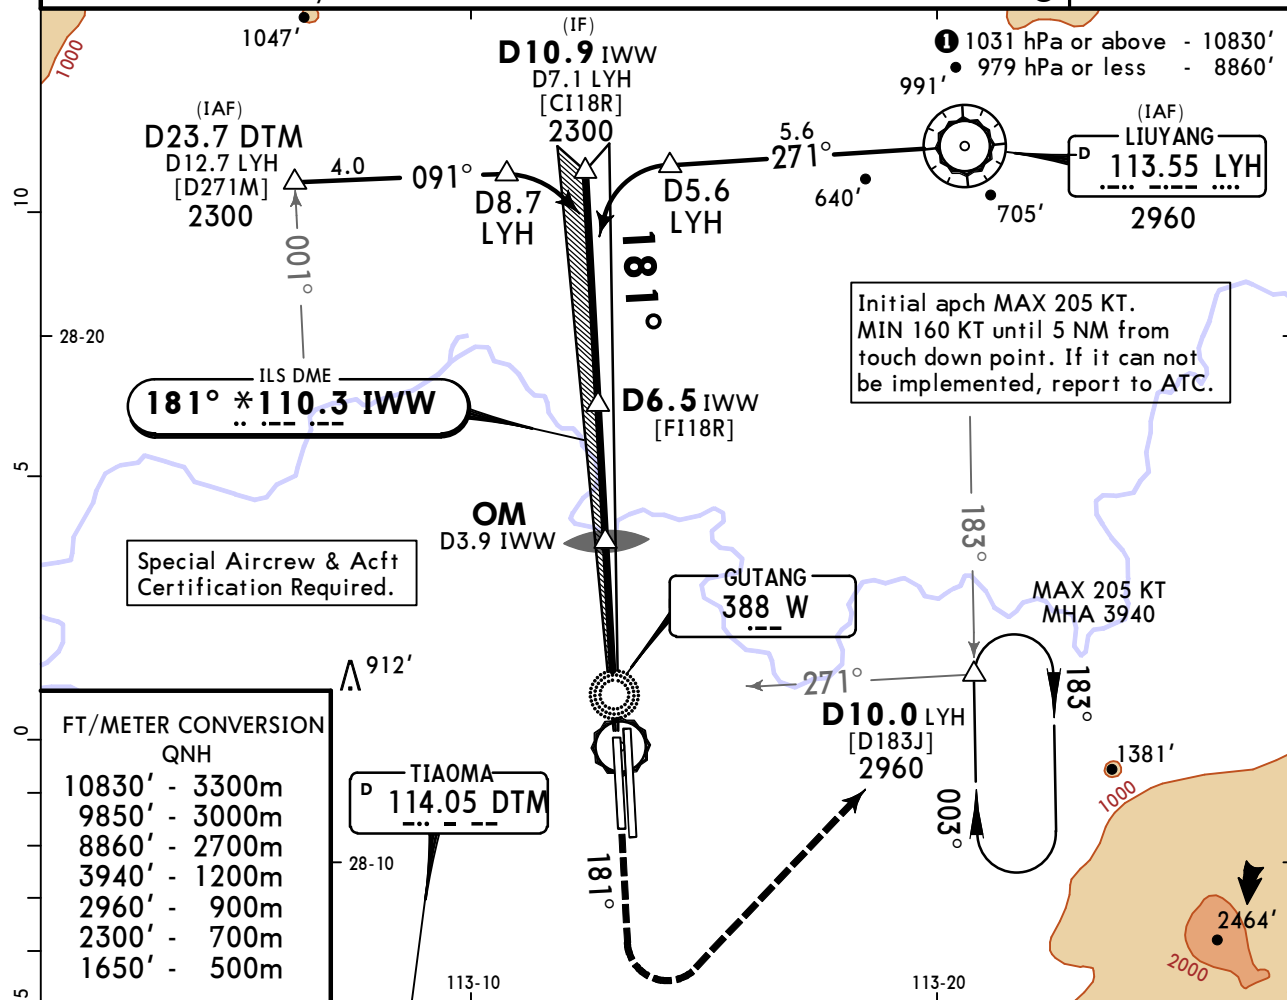 1047'
1000
(IF)
D10.9 IWW
D7.1 LYH
[CI18R]
2300
❶ 1031 hPa or above - 10830'
• 979 hPa or less - 8860'
991'
(IAF)
D23.7 DTM
D12.7 LYH
[D271M]
2300
4.0
091°
D8.7
LYH
5.6
271°
D5.6
LYH
640'
705'
(IAF)
LIUYANG
D 113.55 LYH
2960
10
001°
181°
28-20
ILS DME
181° *110.3 IWW
D6.5 IWW
[FI18R]
Initial apch MAX 205 KT.
MIN 160 KT until 5 NM from
touch down point. If it can not
be implemented, report to ATC.
5
OM
D3.9 IWW
183°
Special Aircrew & Acft
Certification Required.
GUTANG
388 W
MAX 205 KT
MHA 3940
912'
271°
183°
D10.0 LYH
[D183J]
2960
003°
1381'
1000
0
FT/METER CONVERSION
QNH
10830' - 3300m
9850' - 3000m
8860' - 2700m
3940' - 1200m
2960' - 900m
2300' - 700m
1650' - 500m
TIAOMA
D 114.05 DTM
28-10
181°
2464'
2000
5
113-10
113-20